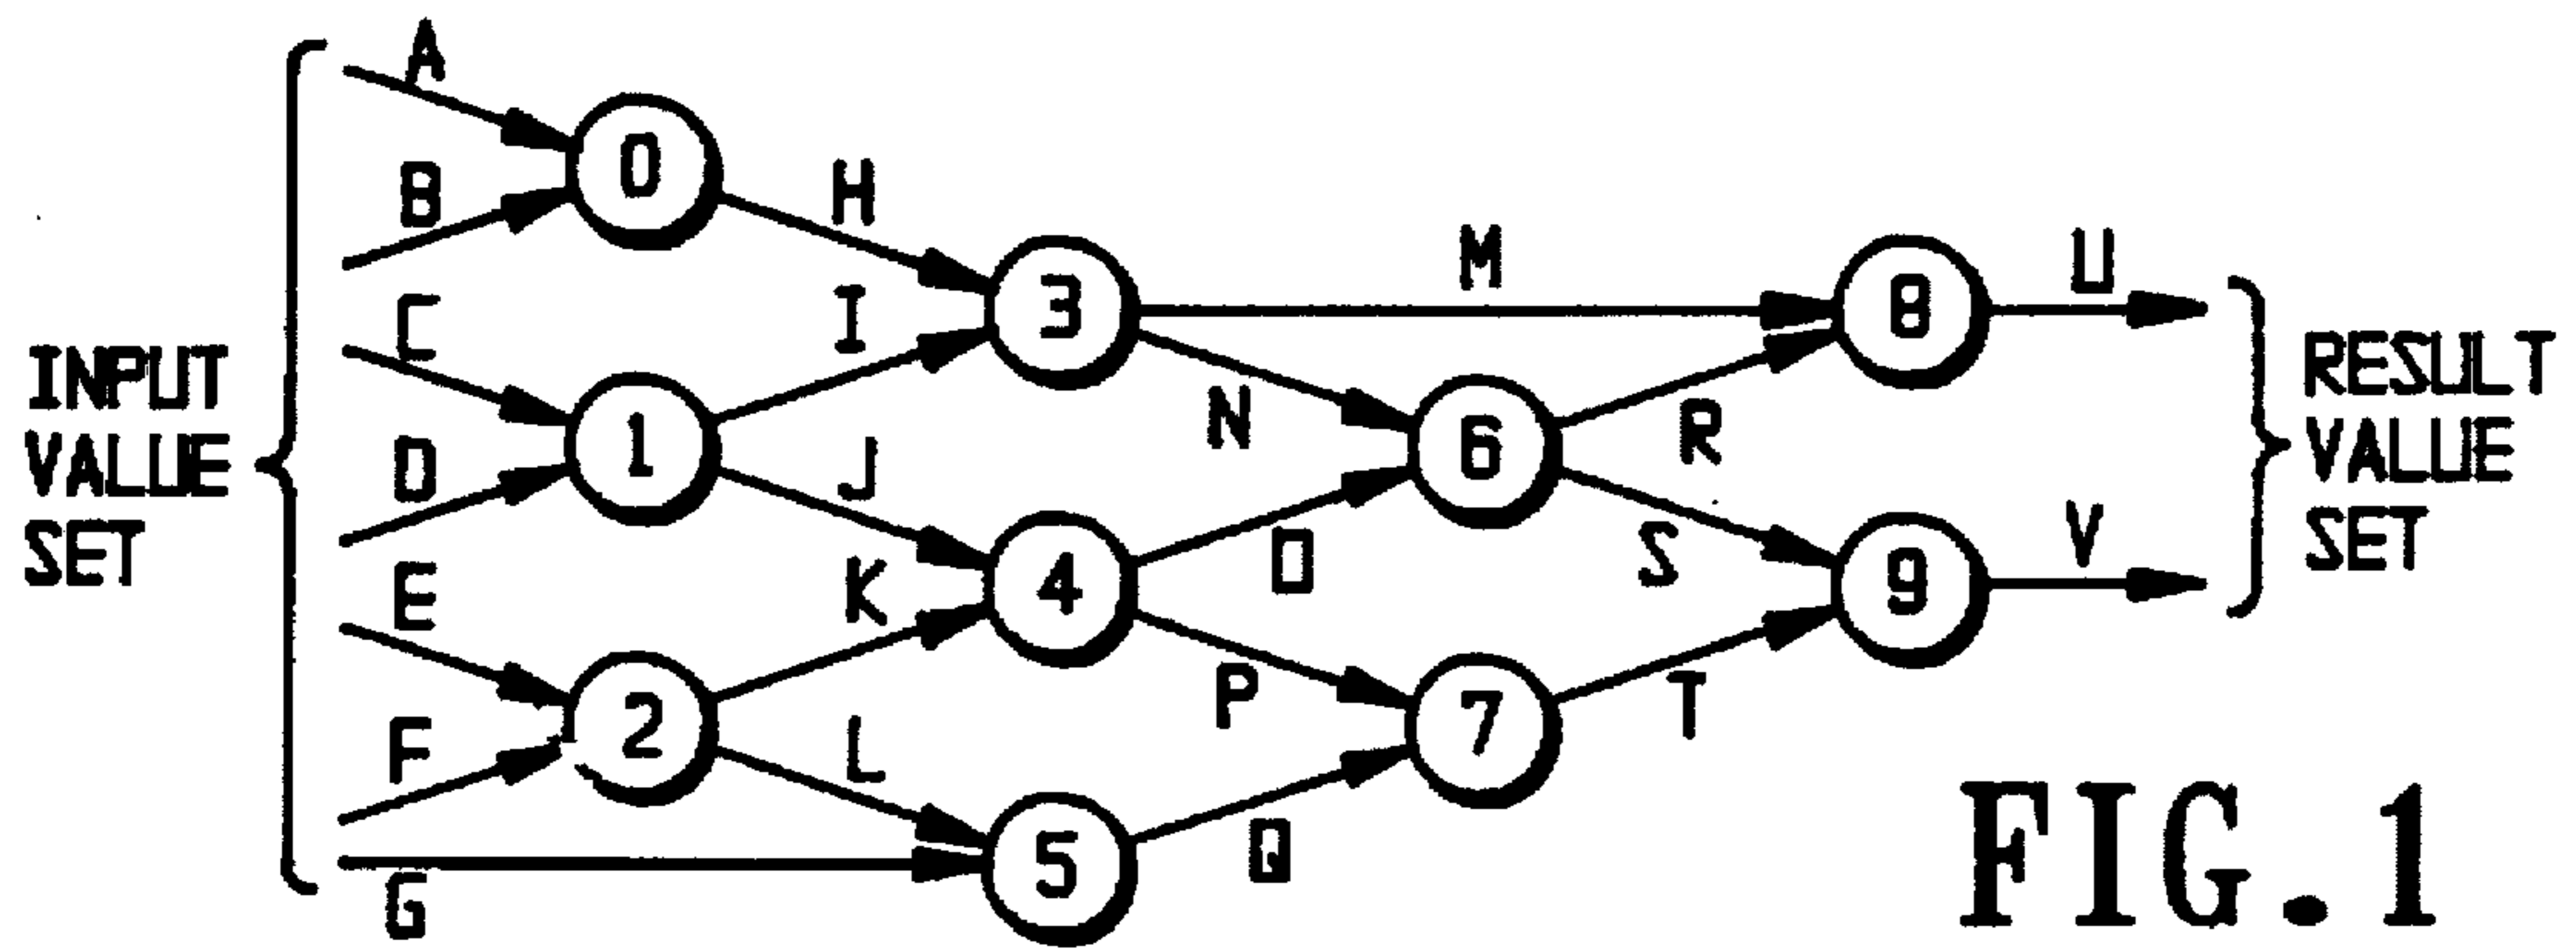 INPUT
VALUE
SET
A
B
C
D
E
F
G
0
1
2
H
I
J
K
L
3
4
5
M
N
O
P
Q
6
7
R
S
T
8
9
U
V
RESULT
VALUE
SET
FIG.1